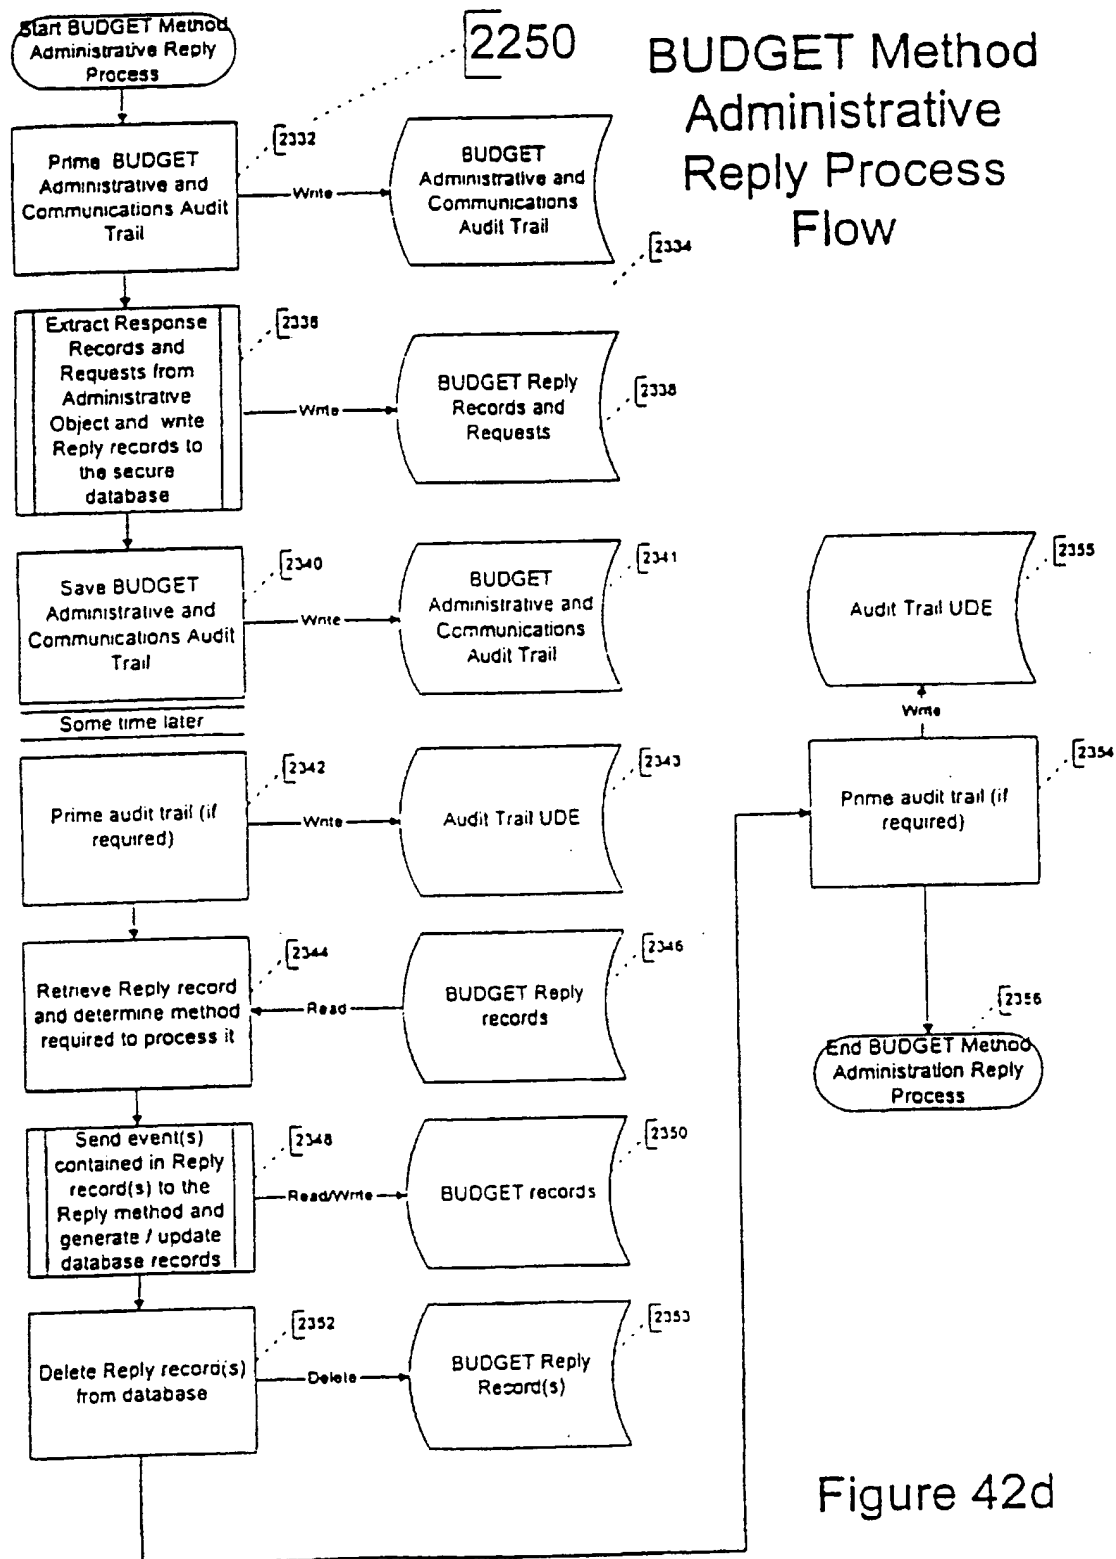 Start BUDGET Method
Administrative Reply
Process
2250
BUDGET Method
Administrative
Reply Process
Flow
2332
Prime BUDGET
Administrative and
Communications Audit
Trail
Write
BUDGET
Administrative and
Communications
Audit Trail
2334
Extract Response
Records and
Requests from
Administrative
Object and write
Reply records to
the secure
database
2336
Write
BUDGET Reply
Records and
Requests
2338
Save BUDGET
Administrative and
Communications Audit
Trail
2340
Write
BUDGET
Administrative and
Communications
Audit Trail
2341
Some time later
Prime audit trail (if
required)
2342
Write
Audit Trail UDE
2343
Retrieve Reply record
and determine method
required to process it
2344
Read
BUDGET Reply
records
2346
Send event(s)
contained in Reply
record(s) to the
Reply method and
generate / update
database records
2348
Read/Write
BUDGET records
2350
Delete Reply record(s)
from database
2352
Delete
BUDGET Reply
Record(s)
2353
Audit Trail UDE
2355
Write
Prime audit trail (if
required)
2354
2356
End BUDGET Method
Administration Reply
Process
Figure 42d